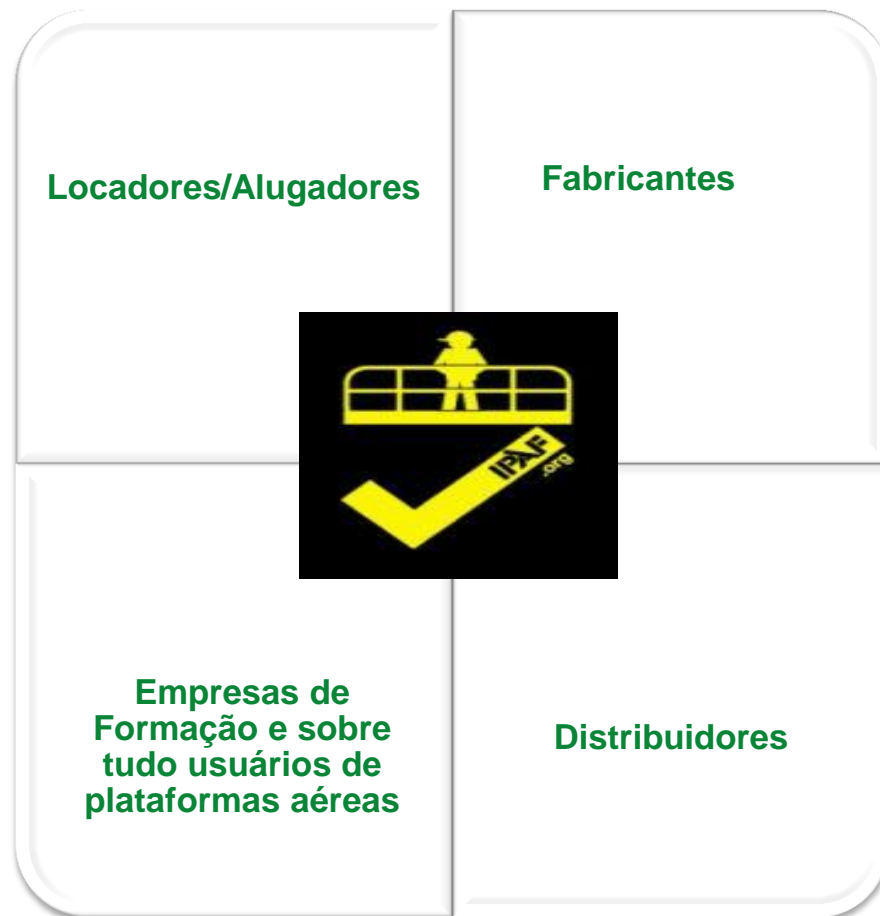 Locadores/Alugadores
Fabricantes
IPAF
.org
Empresas de
Formação e sobre
tudo usuários de
plataformas aéreas
Distribuidores